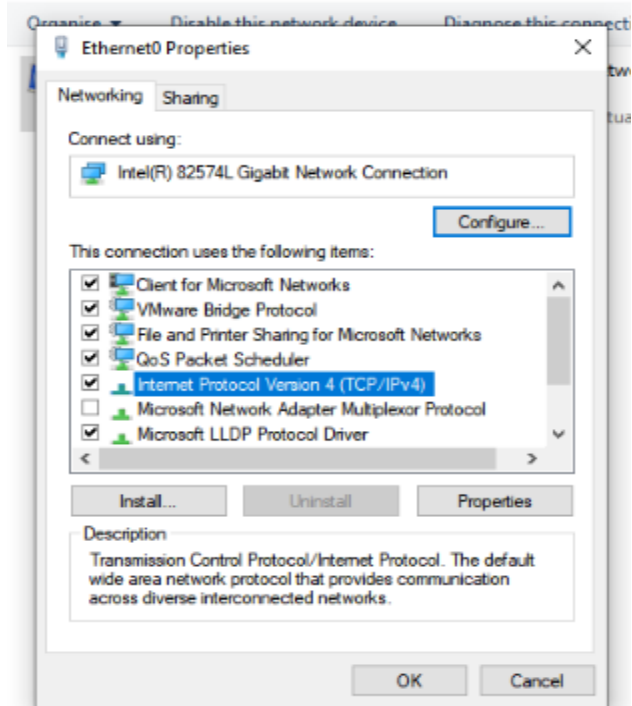 Organise Disable this network device Diagnose this connecti
Ethernet0 Properties
Networking Sharing
Connect using:
Intel(R) 82574L Gigabit Network Connection
Configure...
This connection uses the following items:
Client for Microsoft Networks
VMware Bridge Protocol
File and Printer Sharing for Microsoft Networks
QoS Packet Scheduler
Internet Protocol Version 4 (TCP/IPv4)
Microsoft Network Adapter Multiplexor Protocol
Microsoft LLDP Protocol Driver
Install... Uninstall Properties
Description
Transmission Control Protocol/Internet Protocol. The default
wide area network protocol that provides communication
across diverse interconnected networks.
OK Cancel